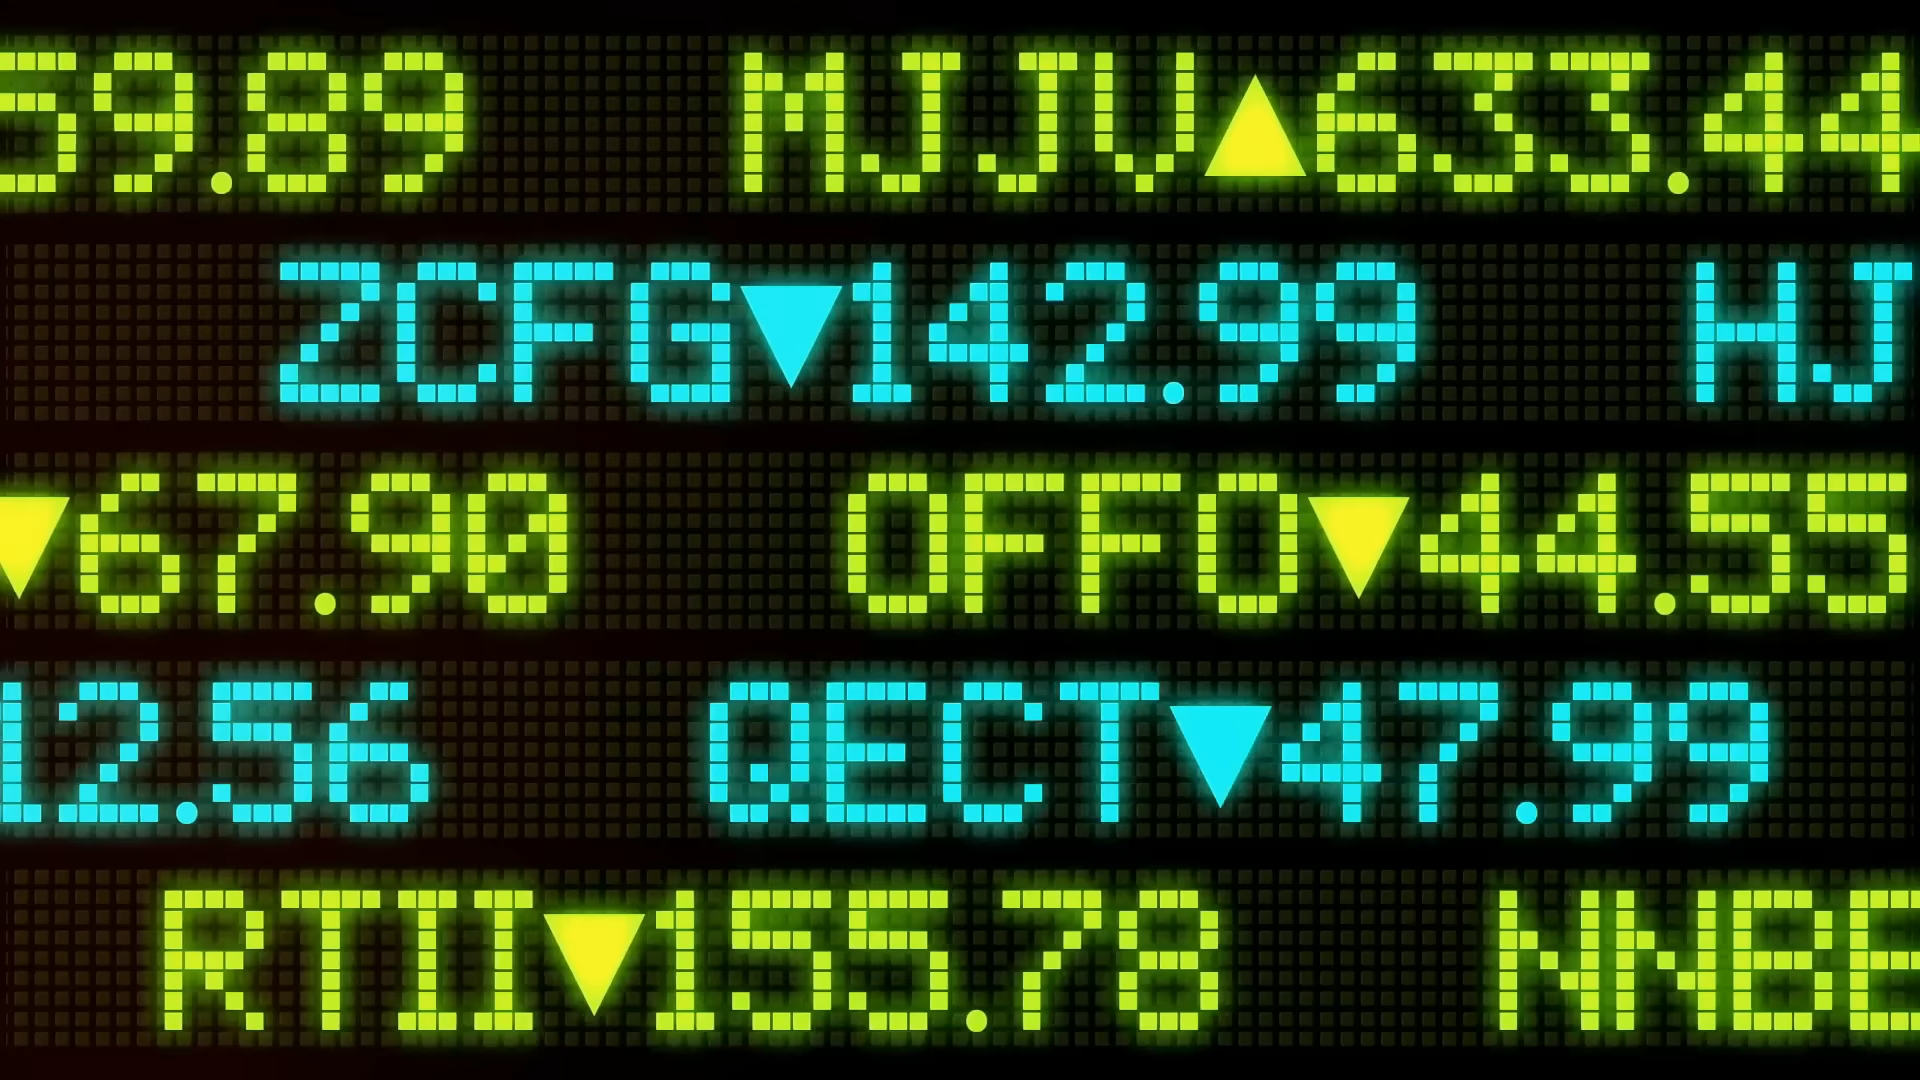 59.89 MJJV▲633.44
ZCFG▼142.99 HJ
▼67.90 OFFO▼44.55
12.56 QECT▼47.99
RTII▼155.78 NNBE